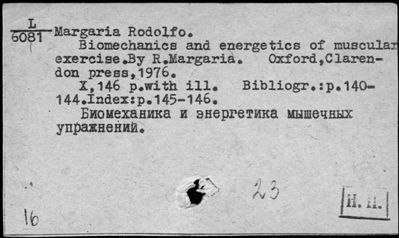 L
6081
Margaria Rodolfo.
Biomechanics and energetics of muscular
exercise.By R.Margaria. Oxford,Claren-
don press,1976.
X,146 p.with ill. Bibliogr.:p.140-
144.Index:p.145-146.
Биомеханика и энергетика мышечных
упражнений.
23
16
Н. П.